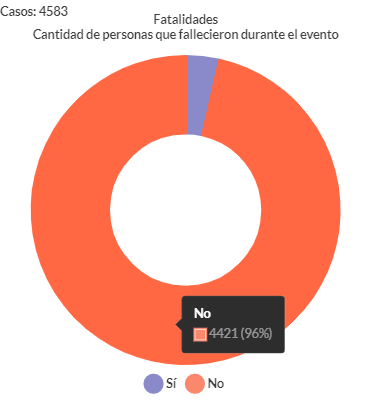 Casos: 4583
Fatalidades
Cantidad de personas que fallecieron durante el evento
No
4421 (96%)
Sí No